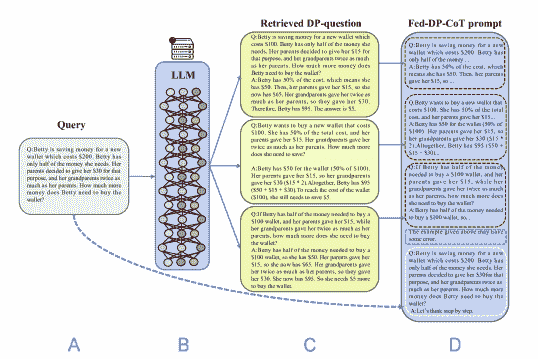 Retrieved DP-question
Fed-DP-CoT prompt
LLM
Query
Q:Betty is saving money for a new
wallet which costs $200. Betty has
only half of the money she needs. Her
parents decided to give her $30 for
that purpose, and her grandparents
twice as much as her parents. How
much more money does Betty need to
buy the wallet?
Q:Betty is saving money for a new wallet which
costs $100. Betty has only half of the money she
needs. Her parents decided to give her $15 for
that purpose, and her grandparents twice as much
as her parents. How much more money does
Betty need to buy the wallet?
A:Betty has 50% of the cost, which means she
has $50. Then, her parents gave her $15, so she
now has $65. Her grandparents gave her twice as
much as her parents, so they gave her $70.
Therefore, Betty has $95. The answer is $5.
Q:Betty wants to buy a new wallet that costs
$100. She has 50% of the total cost, and her
parents gave her $15. Her grandparents gave her
twice as much as her parents. How much more
does she need to save?
A:Betty has $50 for the wallet (50% of $100).
Her parents gave her $15, so her grandparents
gave her $30 ($15 * 2). Altogether, Betty has $95
($50 + $15 + $30). To reach the cost of the wallet
($100), she still needs to save $5
Q:If Betty has half of the money needed to buy a
$100 wallet, and her parents gave her $15, while
her grandparents gave her twice as much as her
parents, how much more money does she need to
buy the wallet?
A:Betty has half of the money needed to buy a
$100 wallet, so she has $50. Her parents gave her
$15, so she now has $65. Her grandparents gave
her twice as much as her parents, so they gave
her $30. She now has $95. So she needs $5 more
to buy the wallet.
Q:Betty is saving money for a new
wallet which costs $200. Betty has
only half of the money ...
A:Betty has 50% of the cost, which
means she has $50. Then, her parents
gave her $15, so ...
Q:Betty wants to buy a new wallet that
costs $100. She has 50% of the total
cost, and her parents gave her $15...
A:Betty has $50 for the wallet (50% of
$100). Her parents gave her $15, so her
grandparents gave her $30 ($15 *
2).Altogether, Betty has $95 ($50 +
$15 + $30).
Q:If Betty has half of the money
needed to buy a $100 wallet, and her
parents gave her $15, while her
grandparents gave her twice as much
as her parents, how much more money
does she need to buy the wallet?
A:Betty has half of the money needed
to buy a $100 wallet, so...
The example given above may have
some error.
Q:Betty is saving money for a new
wallet which costs $200. Betty has
only half of the money she needs. Her
parents decided to give her $30for that
purpose, and her grandparents twice as
much as her parents. How much more
money does Betty need to buy the
wallet?
A:Let's think step by step.
A
B
C
D